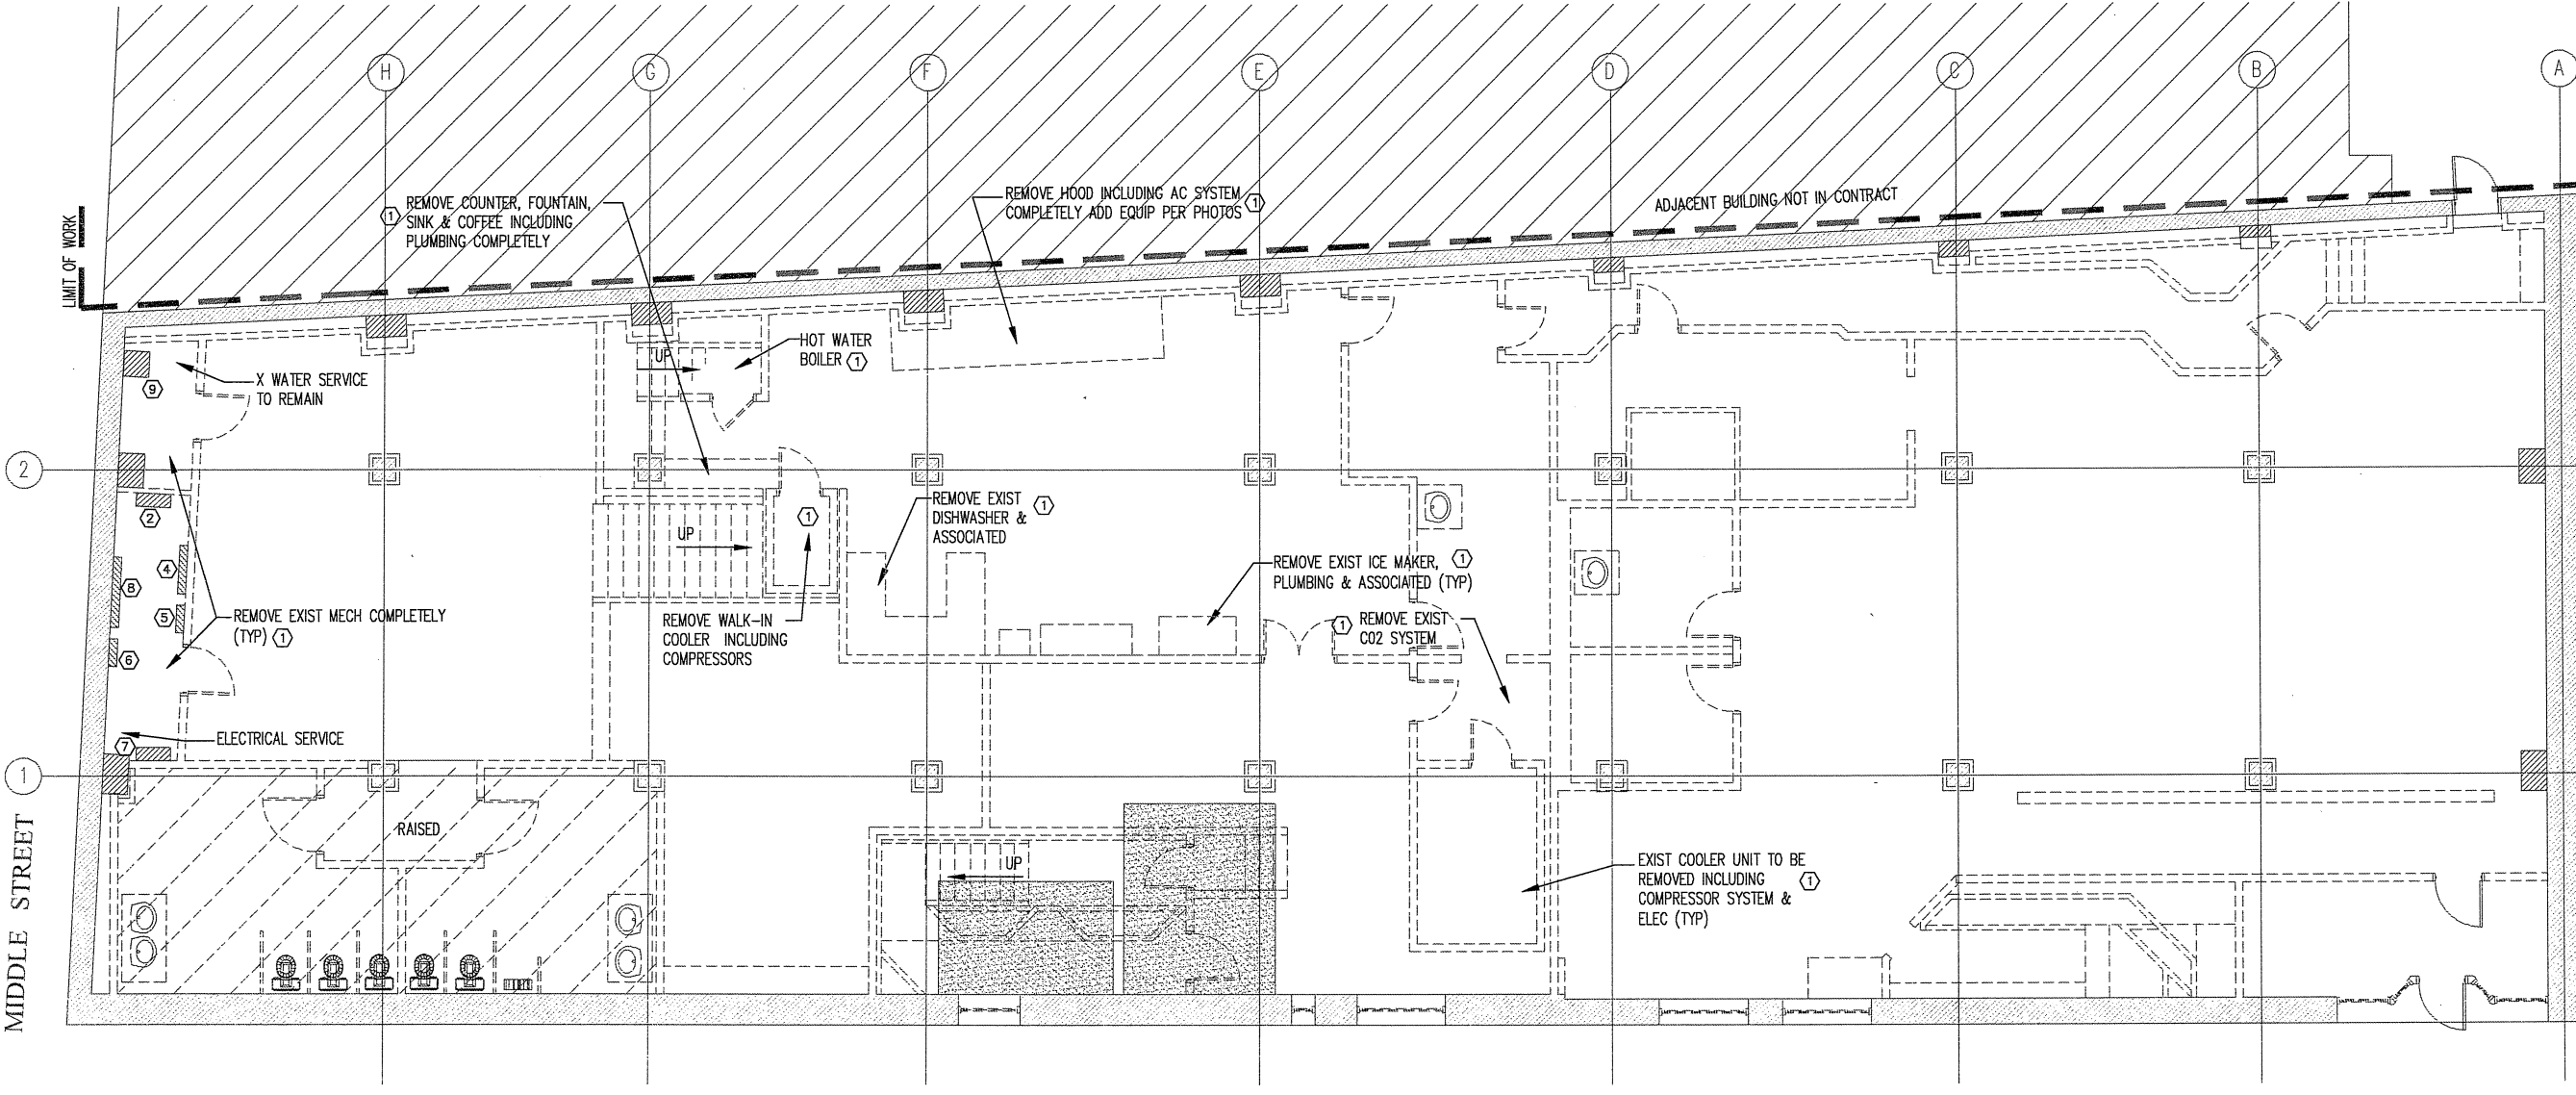 H
G
F
E
D
C
B
A
LIMIT OF WORK
1
REMOVE COUNTER, FOUNTAIN,
SINK & COFFEE INCLUDING
PLUMBING COMPLETELY
REMOVE HOOD INCLUDING AC SYSTEM
COMPLETELY ADD EQUIP PER PHOTOS 1
ADJACENT BUILDING NOT IN CONTRACT
UP
HOT WATER
BOILER 1
X WATER SERVICE
TO REMAIN
9
2
2
REMOVE EXIST
DISHWASHER & 1
ASSOCIATED
1
UP
4
8
5
6
REMOVE EXIST MECH COMPLETELY
(TYP) 1
REMOVE WALK-IN
COOLER INCLUDING
COMPRESSORS
REMOVE EXIST ICE MAKER, 1
PLUMBING & ASSOCIATED (TYP)
1 REMOVE EXIST
CO2 SYSTEM
ELECTRICAL SERVICE
7
1
RAISED
UP
EXIST COOLER UNIT TO BE
REMOVED INCLUDING 1
COMPRESSOR SYSTEM &
ELEC (TYP)
MIDDLE STREET